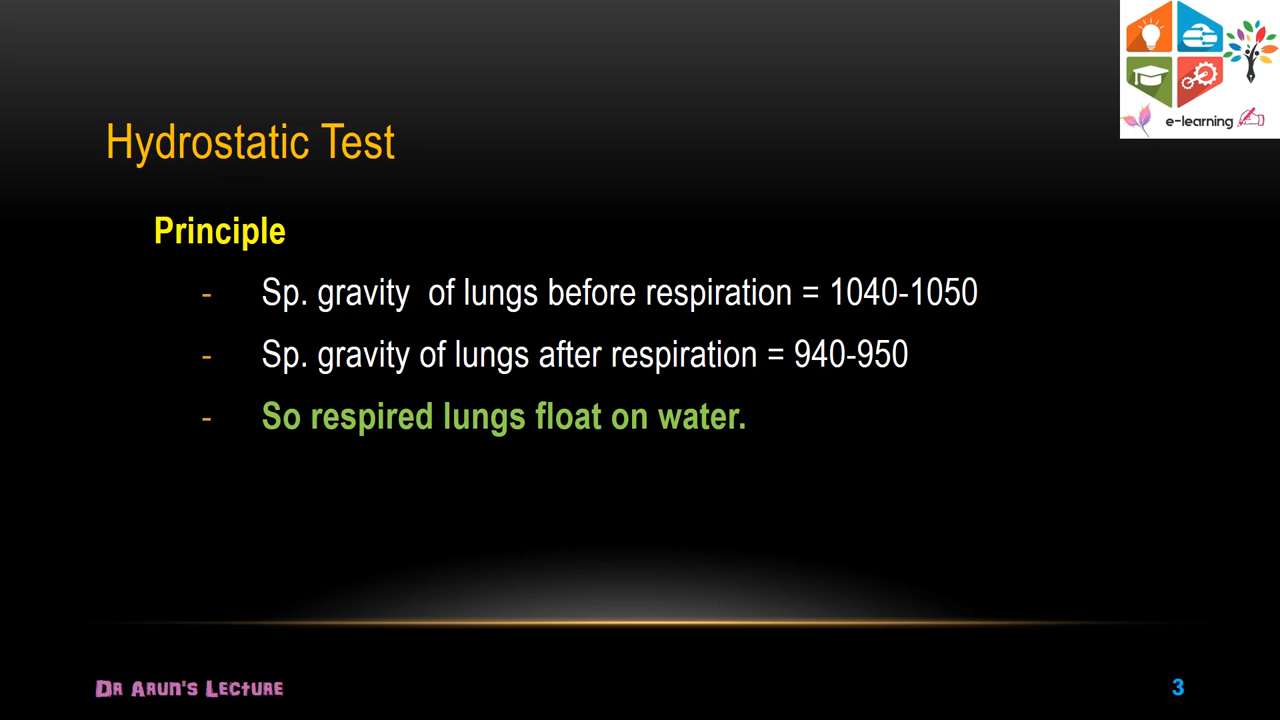 e-learning
Hydrostatic Test
Principle
- Sp. gravity of lungs before respiration = 1040-1050
- Sp. gravity of lungs after respiration = 940-950
- So respired lungs float on water.
Dr Arun's Lecture
3